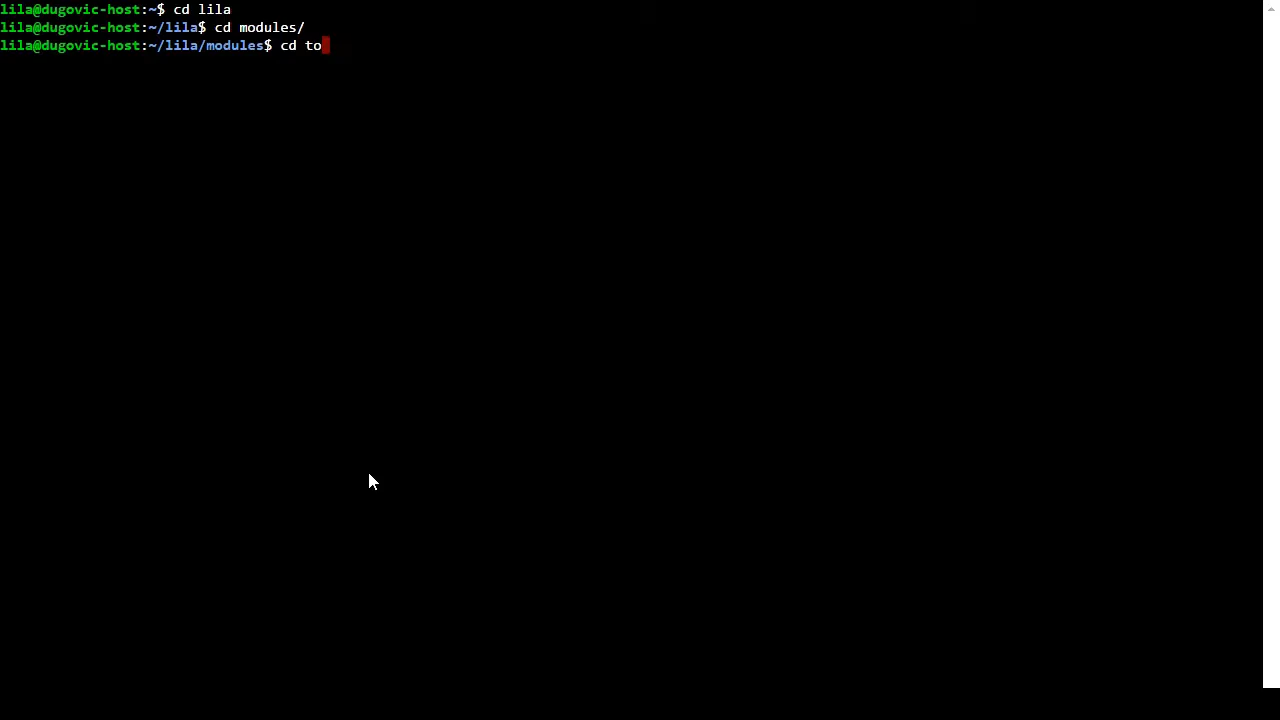 lila@dugovic-host:~$ cd lila
lila@dugovic-host:~/lila$ cd modules/
lila@dugovic-host:~/lila/modules$ cd to